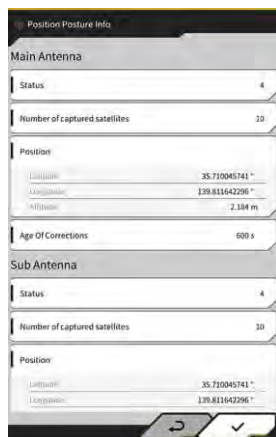 Position Posture Info
Main Antenna
Status 4
Number of captured satellites 10
Position
Latitude 35.710045741 °
Longitude 139.811642296 °
Altitude 2.184 m
Age Of Corrections 600 s
Sub Antenna
Status 4
Number of captured satellites 10
Position
Latitude 35.710045741 °
Longitude 139.811642296 °